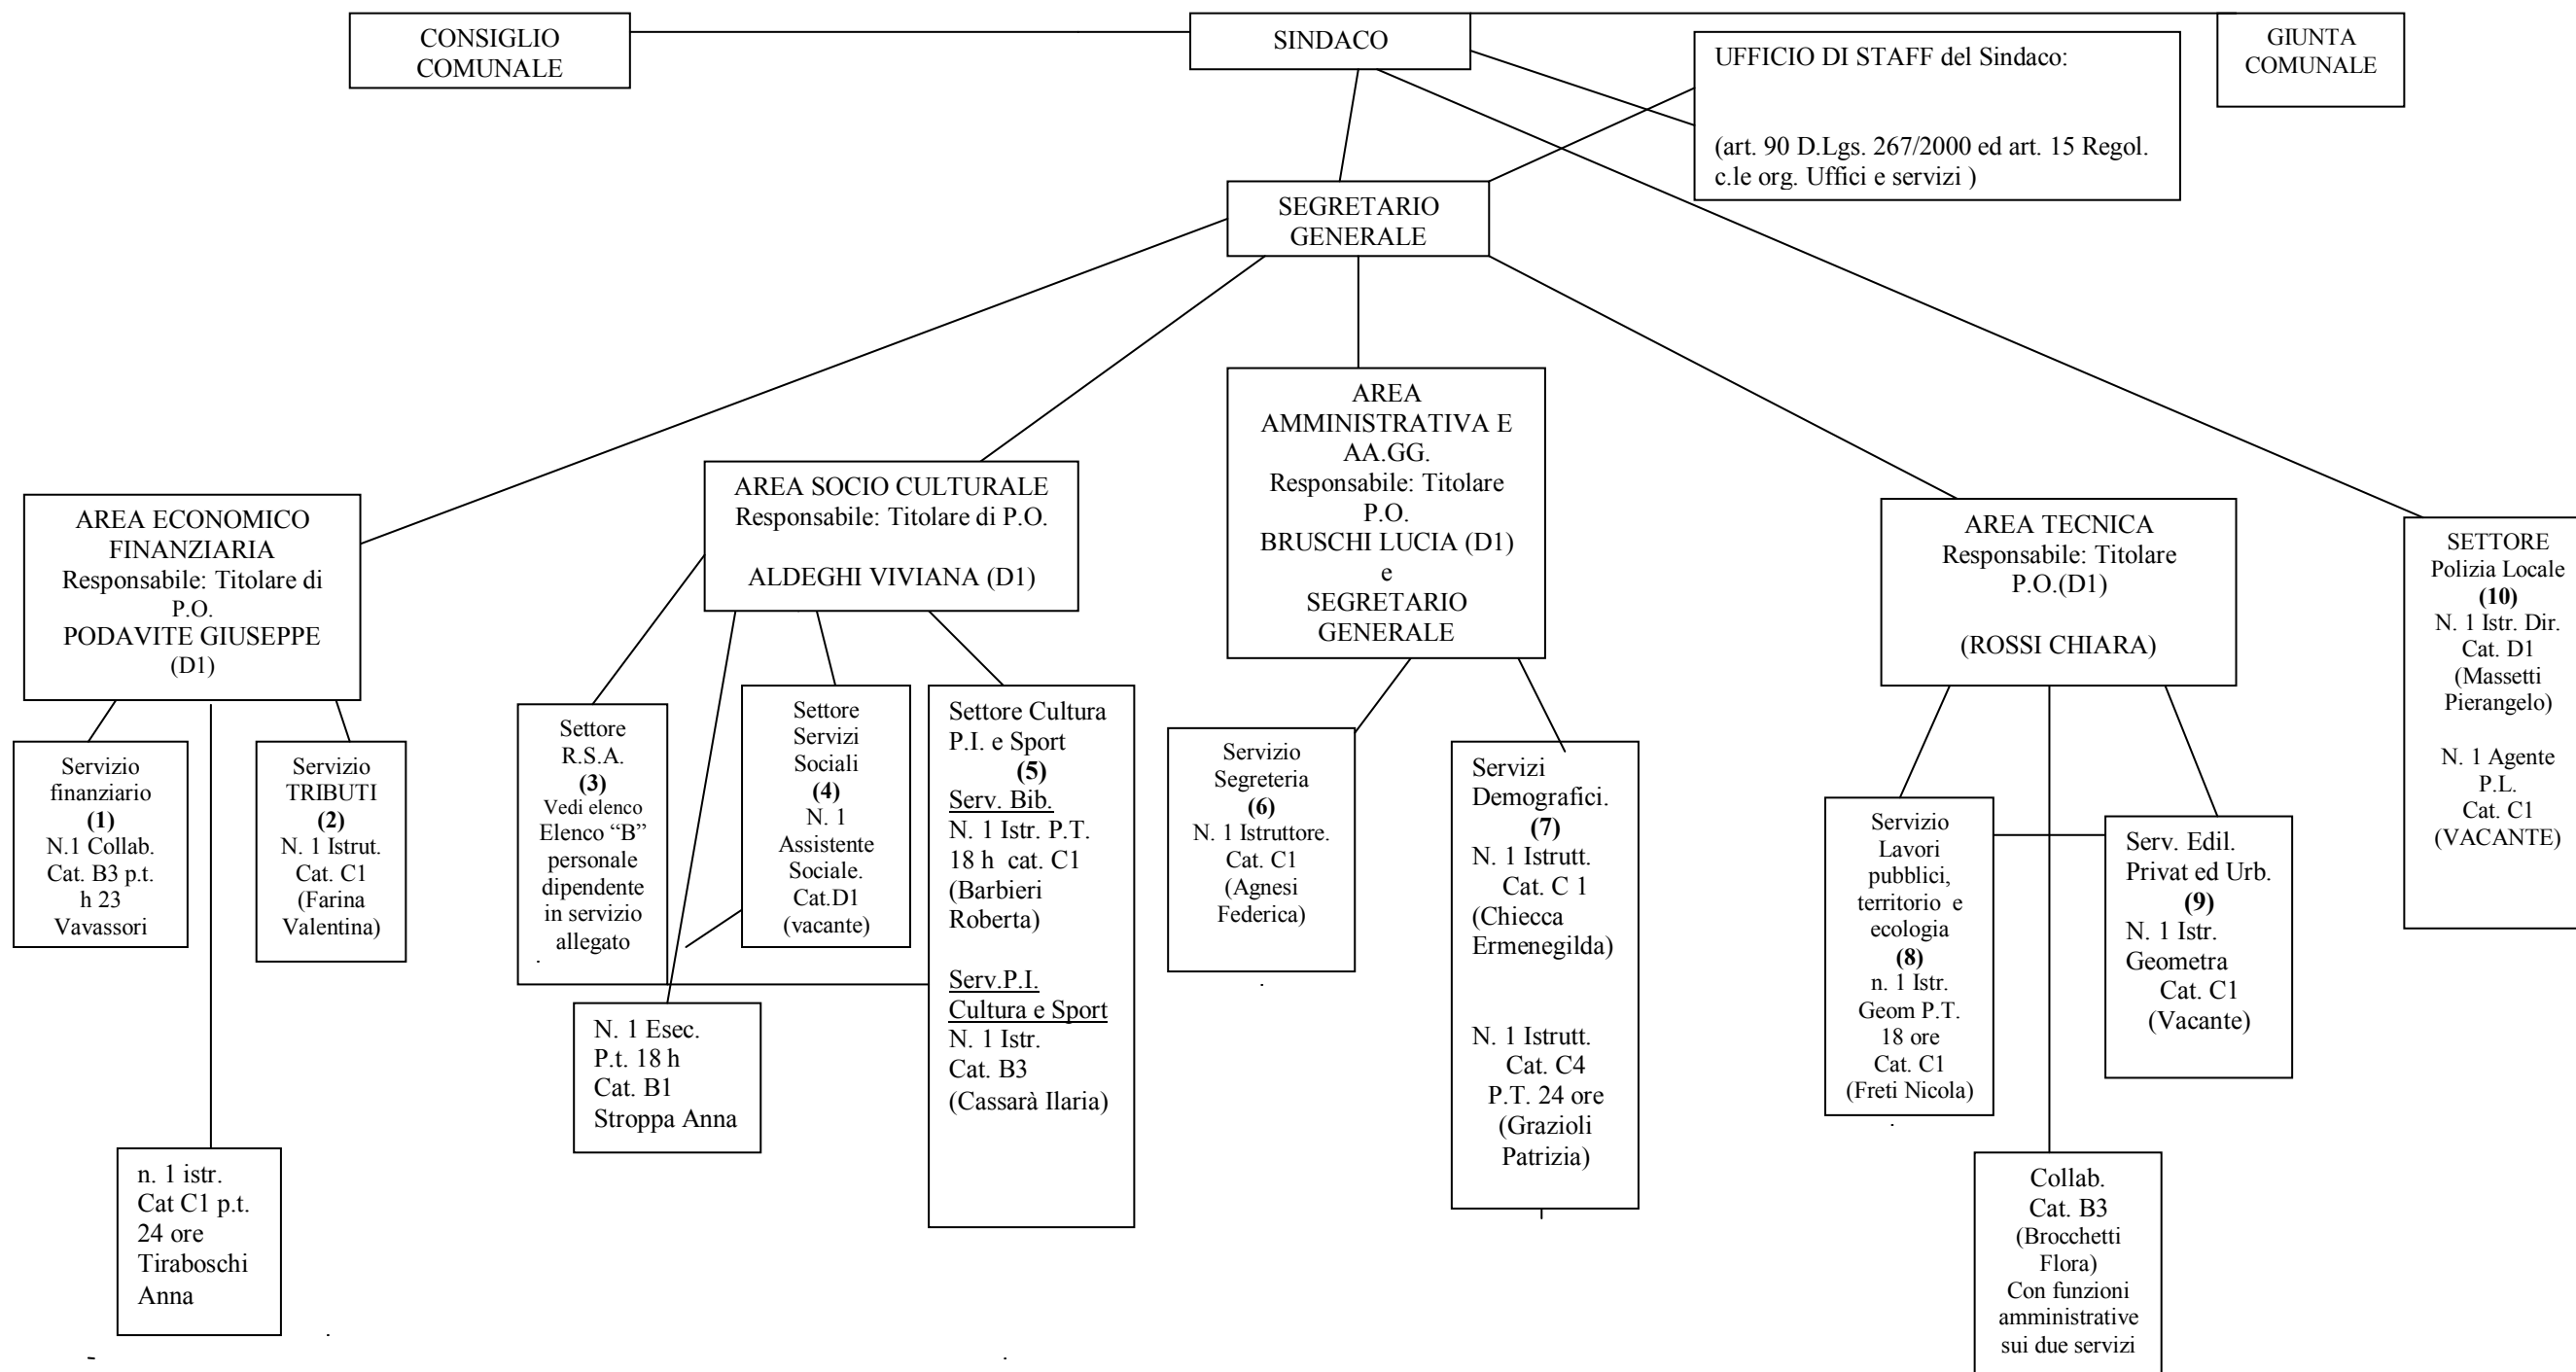 CONSIGLIO
COMUNALE
SINDACO
GIUNTA
COMUNALE
UFFICIO DI STAFF del Sindaco:
(art. 90 D.Lgs. 267/2000 ed art. 15 Regol.
c.le org. Uffici e servizi )
SEGRETARIO
GENERALE
AREA ECONOMICO
FINANZIARIA
Responsabile: Titolare di
P.O.
PODAVITE GIUSEPPE
(D1)
AREA SOCIO CULTURALE
Responsabile: Titolare di P.O.
ALDEGHI VIVIANA (D1)
AREA
AMMINISTRATIVA E
AA.GG.
Responsabile: Titolare
P.O.
BRUSCHI LUCIA (D1)
e
SEGRETARIO
GENERALE
AREA TECNICA
Responsabile: Titolare
P.O.(D1)
(ROSSI CHIARA)
SETTORE
Polizia Locale
(10)
N. 1 Istr. Dir.
Cat. D1
(Massetti
Pierangelo)
N. 1 Agente
P.L.
Cat. C1
(VACANTE)
Servizio
finanziario
(1)
N.1 Collab.
Cat. B3 p.t.
h 23
Vavassori
Servizio
TRIBUTI
(2)
N. 1 Istrut.
Cat. C1
(Farina
Valentina)
n. 1 istr.
Cat C1 p.t.
24 ore
Tiraboschi
Anna
Settore
R.S.A.
(3)
Vedi elenco
Elenco “B”
personale
dipendente
in servizio
allegato
Settore
Servizi
Sociali
(4)
N. 1
Assistente
Sociale.
Cat.D1
(vacante)
Settore Cultura
P.I. e Sport
(5)
Serv. Bib.
N. 1 Istr. P.T.
18 h cat. C1
(Barbieri
Roberta)
Serv.P.I.
Cultura e Sport
N. 1 Istr.
Cat. B3
(Cassarà Ilaria)
N. 1 Esec.
P.t. 18 h
Cat. B1
Stroppa Anna
Servizio
Segreteria
(6)
N. 1 Istruttore.
Cat. C1
(Agnesi
Federica)
Servizi
Demografici.
(7)
N. 1 Istrutt.
Cat. C 1
(Chiecca
Ermenegilda)
N. 1 Istrutt.
Cat. C4
P.T. 24 ore
(Grazioli
Patrizia)
Servizio
Lavori
pubblici,
territorio e
ecologia
(8)
n. 1 Istr.
Geom P.T.
18 ore
Cat. C1
(Freti Nicola)
Serv. Edil.
Privat ed Urb.
(9)
N. 1 Istr.
Geometra
Cat. C1
(Vacante)
Collab.
Cat. B3
(Brocchetti
Flora)
Con funzioni
amministrative
sui due servizi